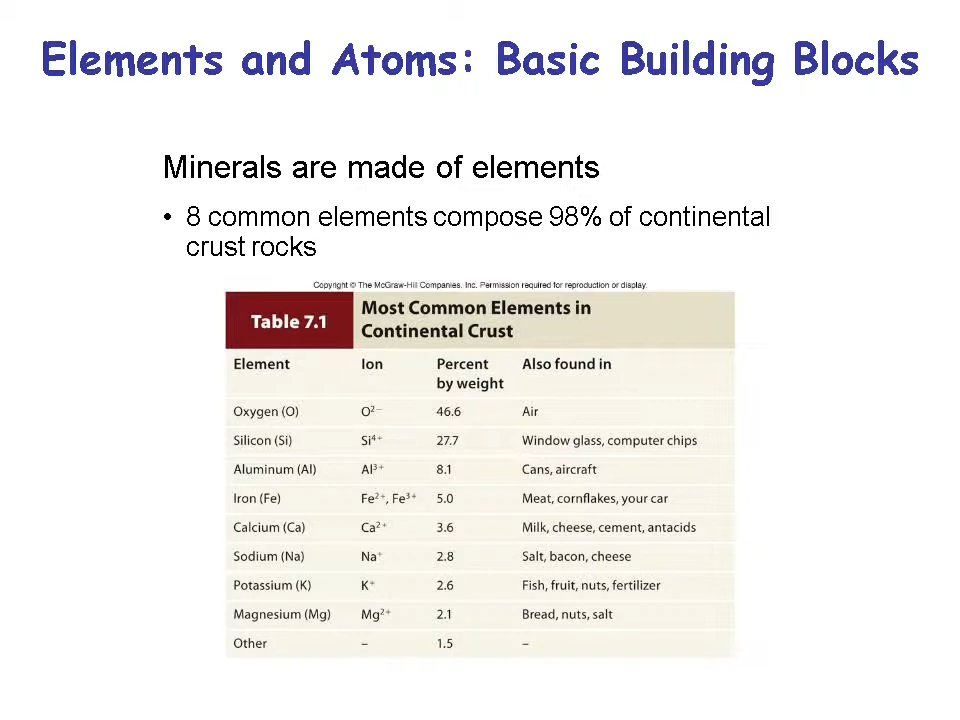 Elements and Atoms: Basic Building Blocks
Minerals are made of elements
• 8 common elements compose 98% of continental
crust rocks
Copyright © The McGraw-Hill Companies, Inc. Permission required for reproduction or display.
Table 7.1
Most Common Elements in
Continental Crust
Element Ion Percent Also found in
by weight
Oxygen (O) O²⁻ 46.6 Air
Silicon (Si) Si⁴⁺ 27.7 Window glass, computer chips
Aluminum (Al) Al³⁺ 8.1 Cans, aircraft
Iron (Fe) Fe²⁺, Fe³⁺ 5.0 Meat, cornflakes, your car
Calcium (Ca) Ca²⁺ 3.6 Milk, cheese, cement, antacids
Sodium (Na) Na⁺ 2.8 Salt, bacon, cheese
Potassium (K) K⁺ 2.6 Fish, fruit, nuts, fertilizer
Magnesium (Mg) Mg²⁺ 2.1 Bread, nuts, salt
Other – 1.5 –